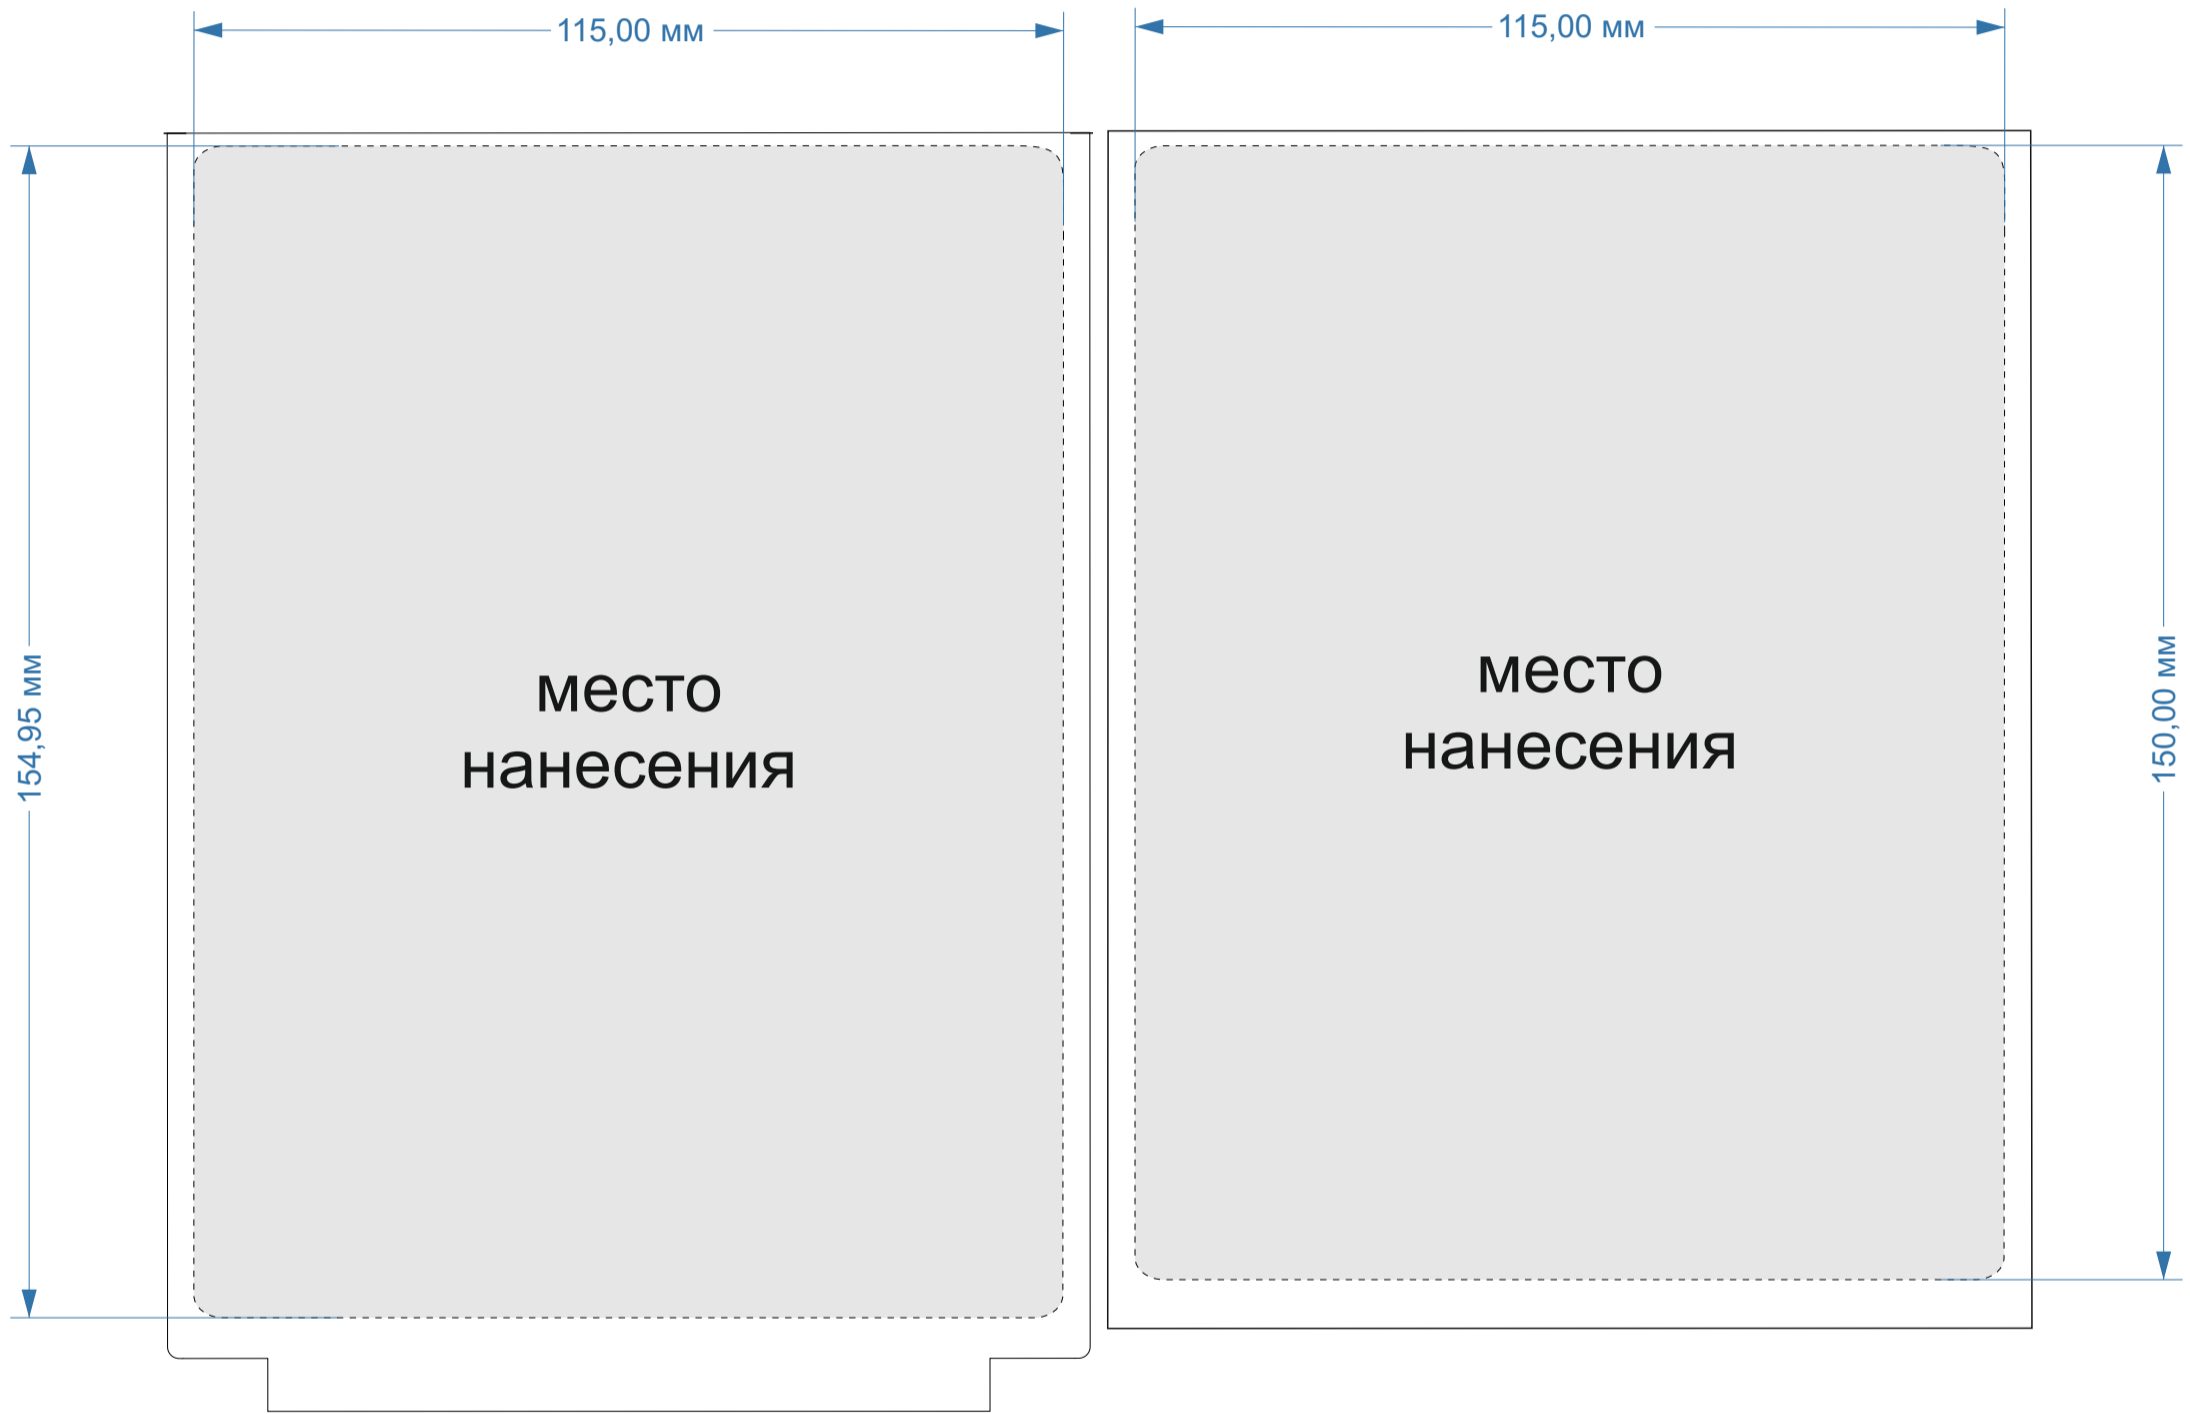 115,00 мм
115,00 мм
154,95 мм
место
нанесения
место
нанесения
150,00 мм